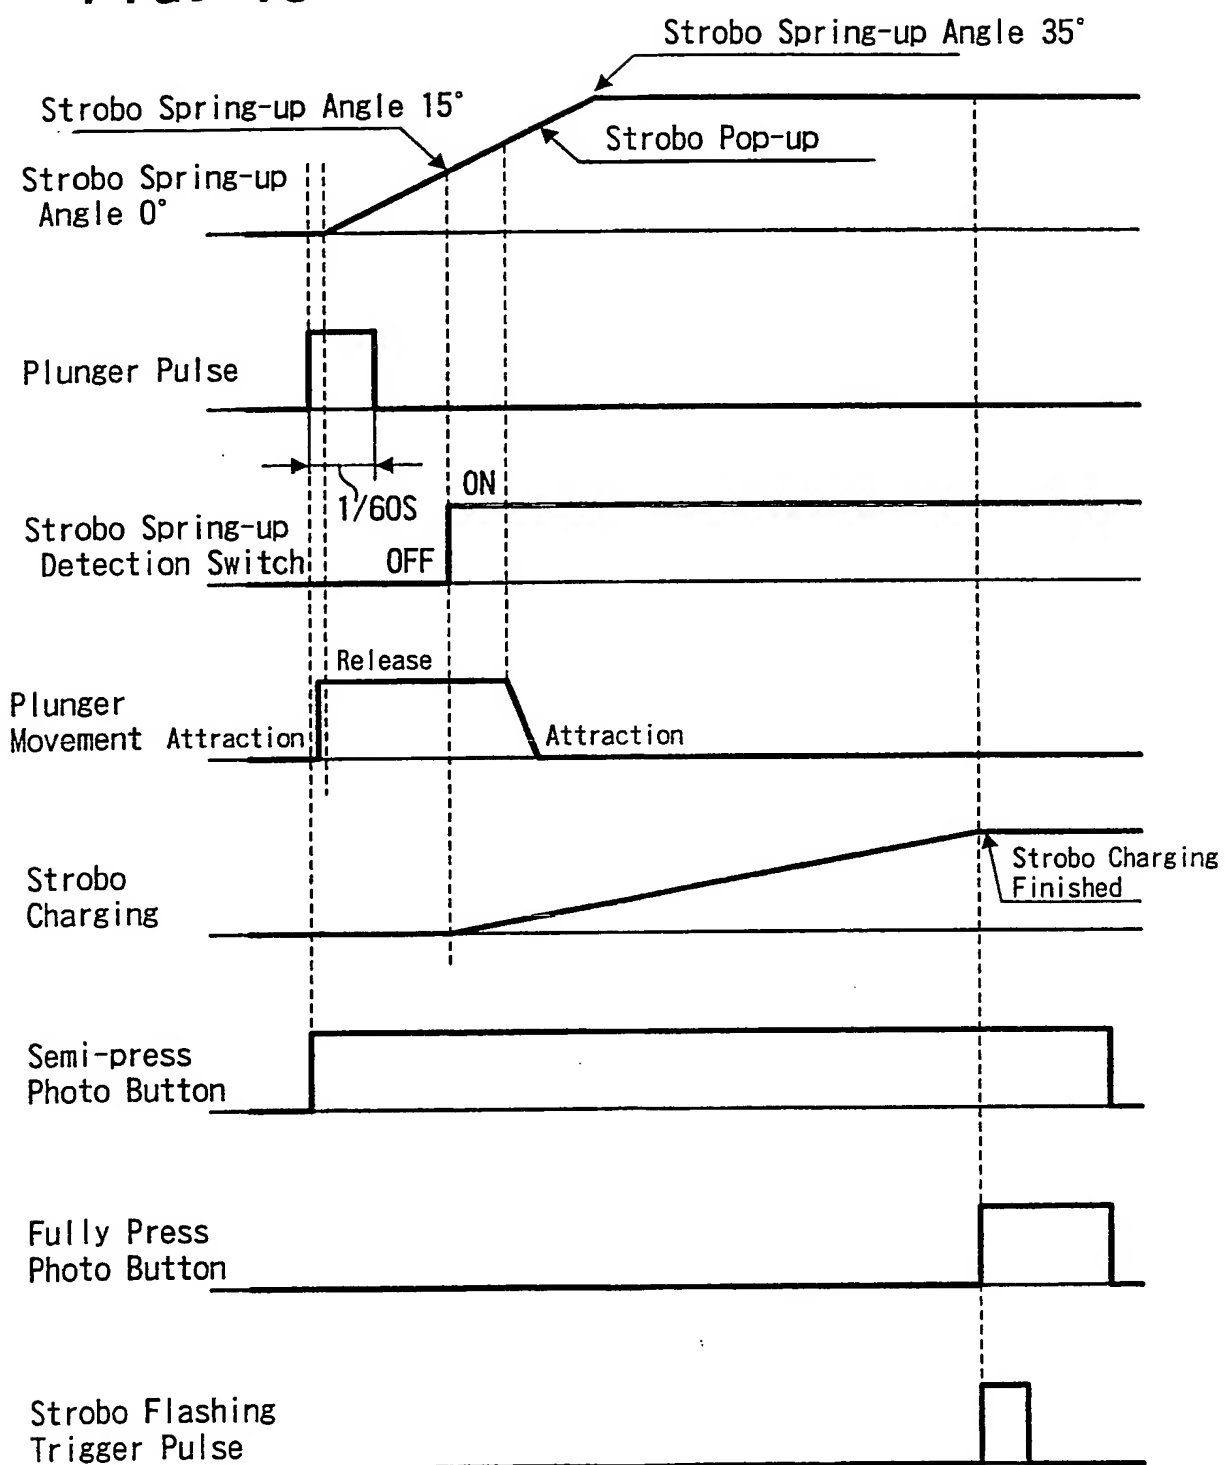 Strobo Spring-up Angle 35°
Strobo Spring-up Angle 15°
Strobo Pop-up
Strobo Spring-up
Angle 0°
Plunger Pulse
1/60S
ON
Strobo Spring-up
Detection Switch
OFF
Release
Plunger
Movement
Attraction
Attraction
Strobo
Charging
Strobo Charging
Finished
Semi-press
Photo Button
Fully Press
Photo Button
Strobo Flashing
Trigger Pulse